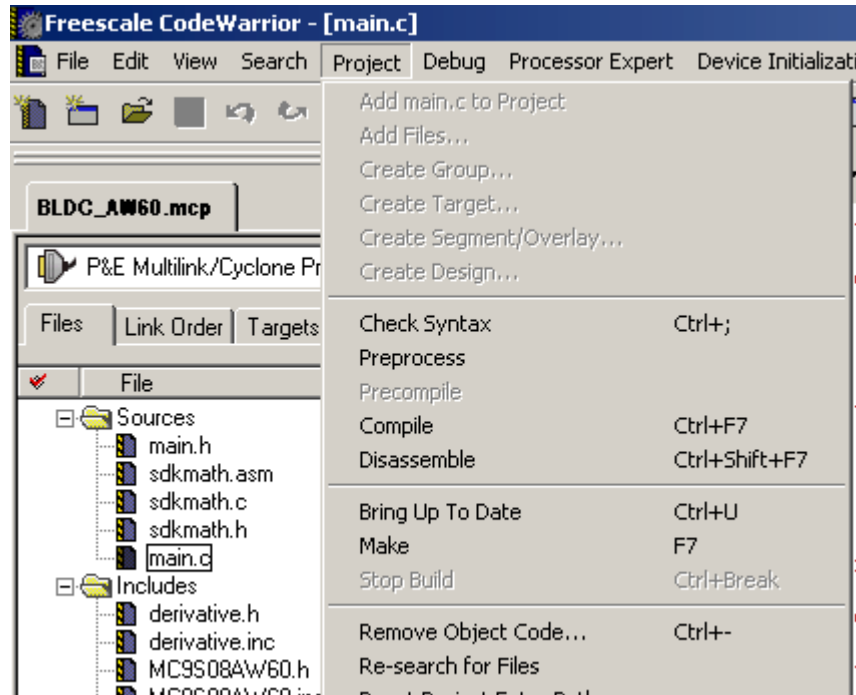 Freescale CodeWarrior - [main.c]
File Edit View Search Project Debug Processor Expert Device Initializati
BLDC_AW60.mcp
P&E Multilink/Cyclone Pr
Files Link Order Targets
File
Sources
main.h
sdkmath.asm
sdkmath.c
sdkmath.h
main.c
Includes
derivative.h
derivative.inc
MC9S08AW60.h
Add main.c to Project
Add Files...
Create Group...
Create Target...
Create Segment/Overlay...
Create Design...
Check Syntax Ctrl+;
Preprocess
Precompile
Compile Ctrl+F7
Disassemble Ctrl+Shift+F7
Bring Up To Date Ctrl+U
Make F7
Stop Build Ctrl+Break
Remove Object Code... Ctrl+-
Re-search for Files